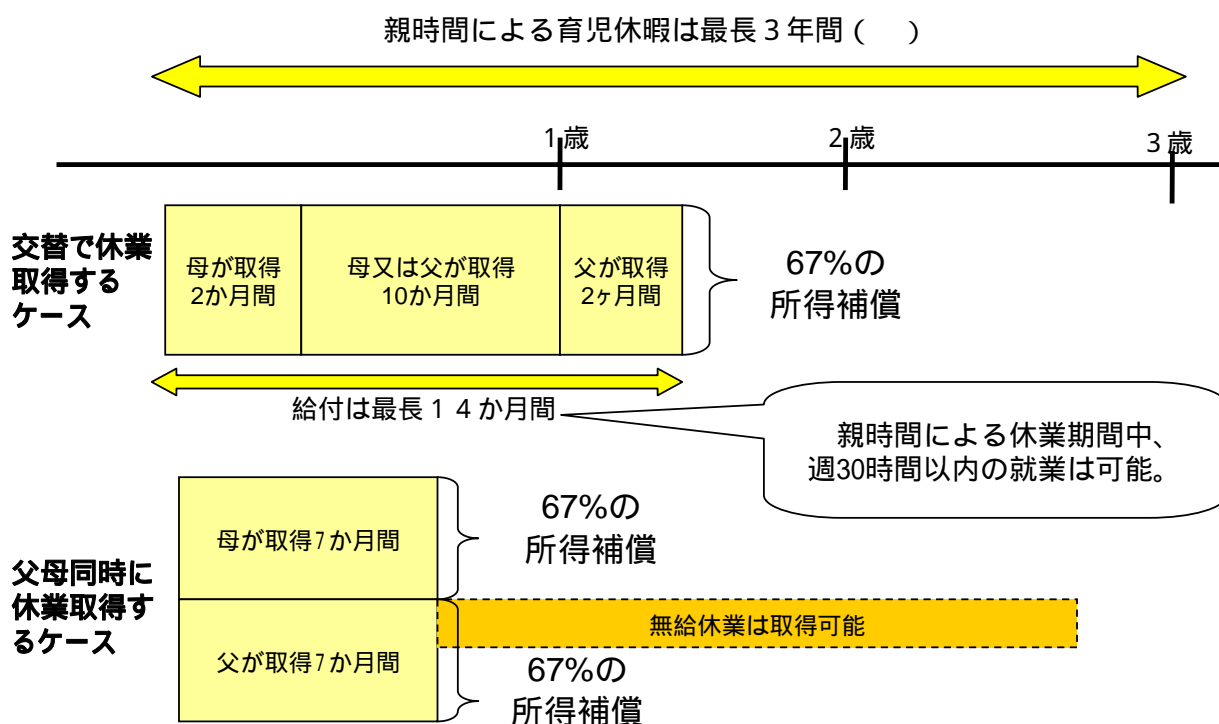 親時間による育児休暇は最長３年間（　）
１歳
２歳
３歳
交替で休業
取得する
ケース
母が取得
2か月間
母又は父が取得
10か月間
父が取得
2ヶ月間
67%の
所得補償
給付は最長１４か月間
親時間による休業期間中、
週30時間以内の就業は可能。
父母同時に
休業取得す
るケース
母が取得7か月間
67%の
所得補償
無給休業は取得可能
父が取得7か月間
67%の
所得補償